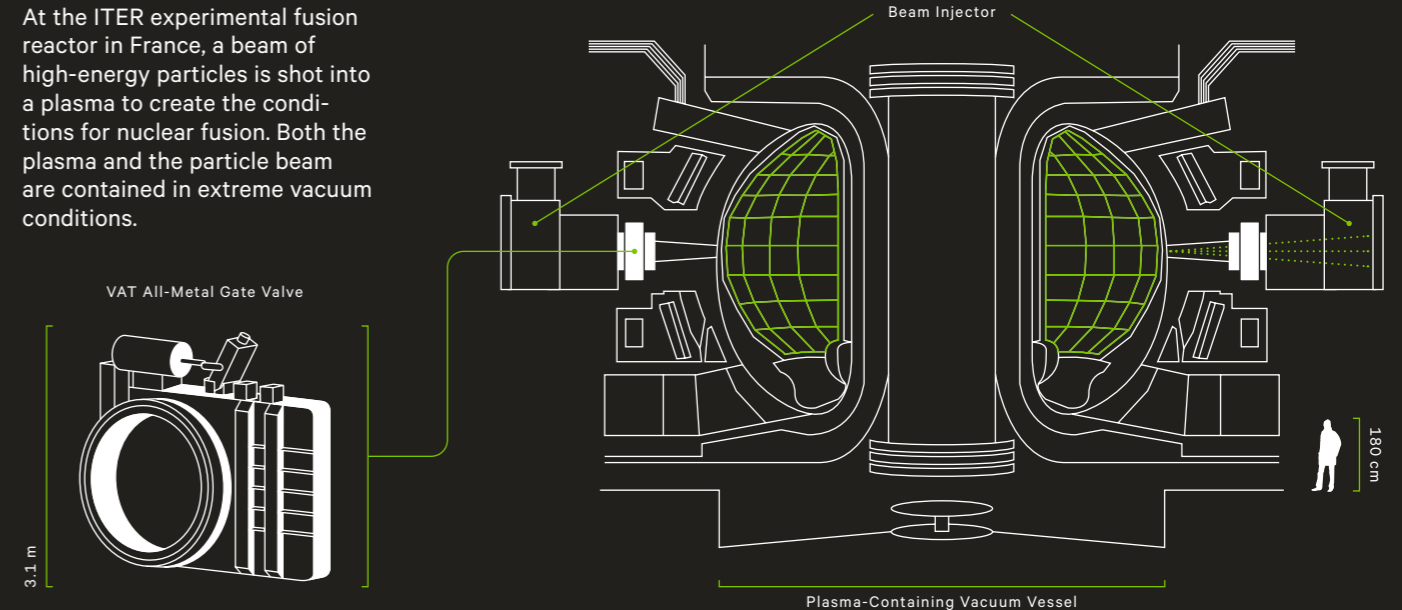 At the ITER experimental fusion
reactor in France, a beam of
high-energy particles is shot into
a plasma to create the condi-
tions for nuclear fusion. Both the
plasma and the particle beam
are contained in extreme vacuum
conditions.
Beam Injector
VAT All-Metal Gate Valve
3.1 m
180 cm
Plasma-Containing Vacuum Vessel